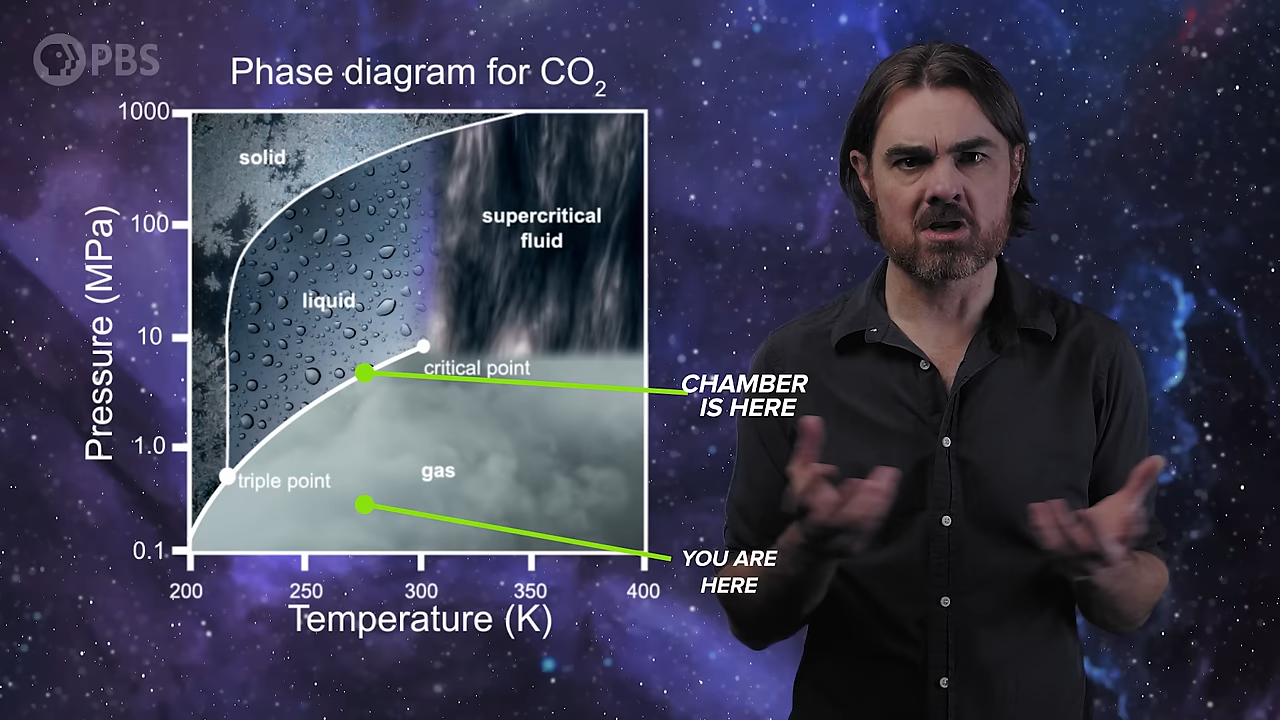 PBS
Phase diagram for CO₂
1000
100
10
1.0
0.1
Pressure (MPa)
solid
liquid
supercritical
fluid
critical point
triple point
gas
CHAMBER
IS HERE
YOU ARE
HERE
200 250 300 350 400
Temperature (K)